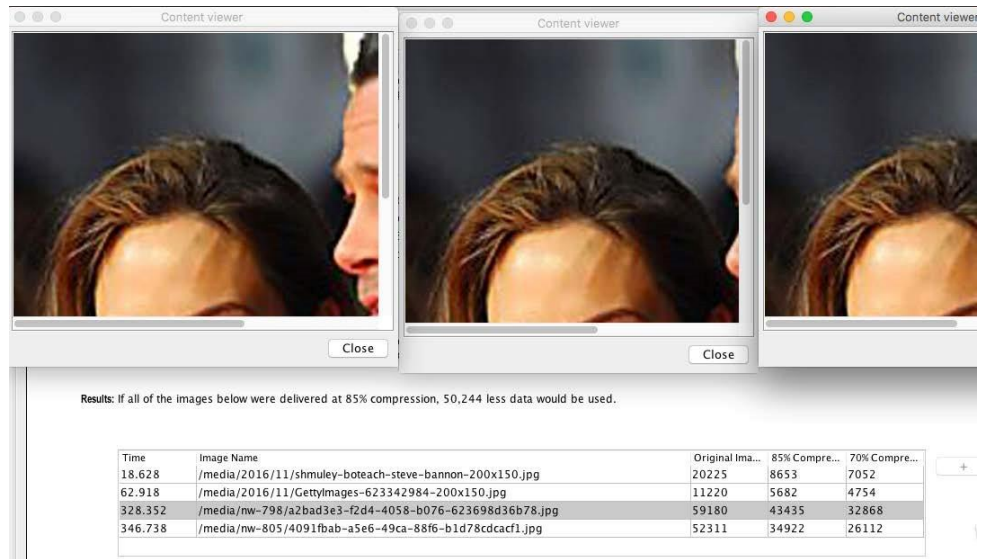 Content viewer
Content viewer
Content viewer
Close
Close
Results: If all of the images below were delivered at 85% compression, 50,244 less data would be used.
Time Image Name Original Ima... 85% Compre... 70% Compre...
18.628 /media/2016/11/shmuley-boteach-steve-bannon-200x150.jpg 20225 8653 7052
62.918 /media/2016/11/GettyImages-623342984-200x150.jpg 11220 5682 4754
328.352 /media/nw-798/a2bad3e3-f2d4-4058-b076-623698d36b78.jpg 59180 43435 32868
346.738 /media/nw-805/4091fbab-a5e6-49ca-88f6-b1d78cdcacf1.jpg 52311 34922 26112
+